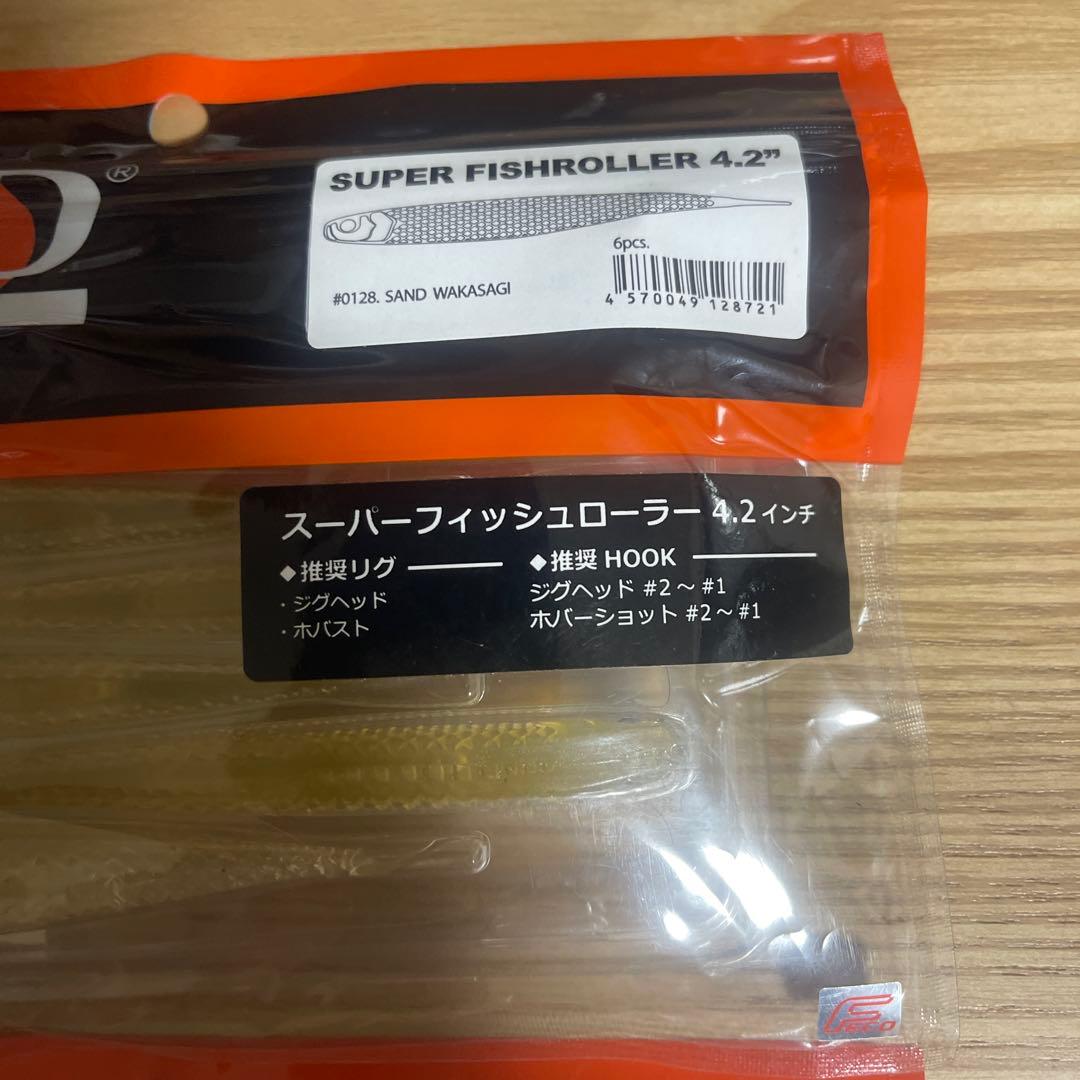 ®
SUPER FISHROLLER 4.2”
6pcs.
#0128. SAND WAKASAGI
4 570049 128721
スーパーフィッシュローラー 4.2インチ
◆推奨リグ
・ジグヘッド
・ホバスト
◆推奨 HOOK
ジグヘッド #2～#1
ホバーショット #2～#1
Feco